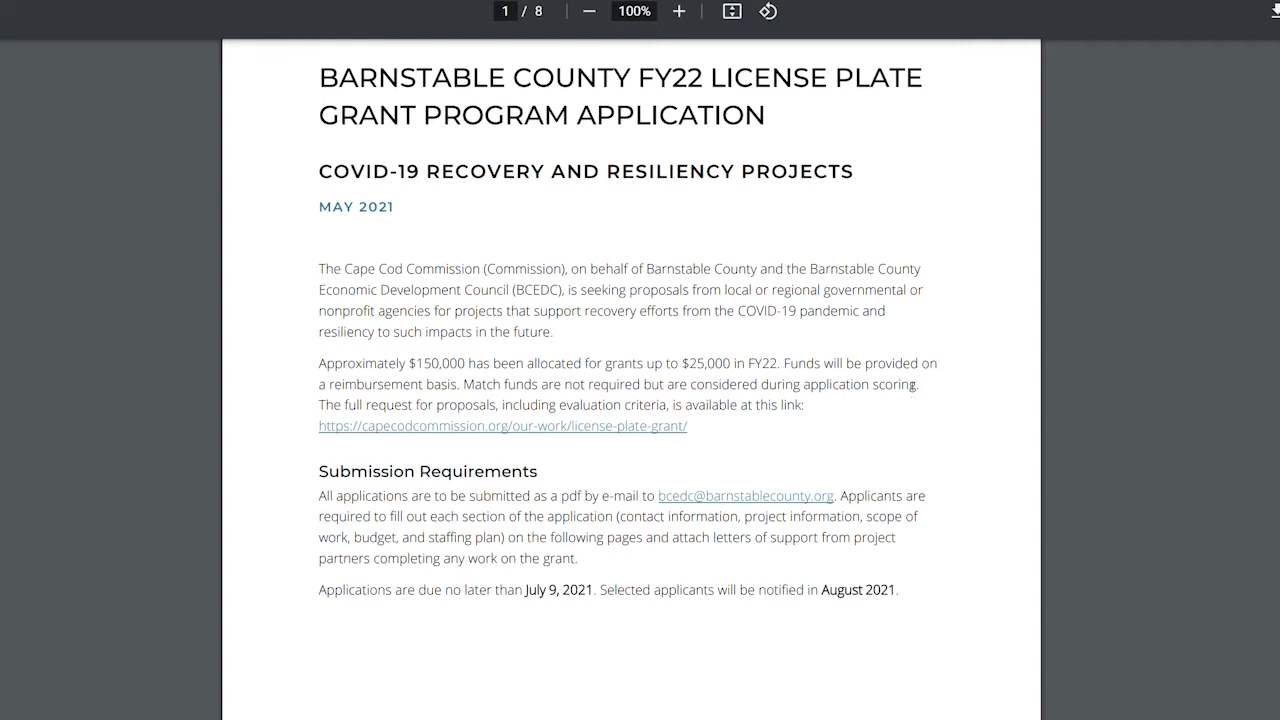 1 / 8 100%
BARNSTABLE COUNTY FY22 LICENSE PLATE
GRANT PROGRAM APPLICATION
COVID-19 RECOVERY AND RESILIENCY PROJECTS
MAY 2021
The Cape Cod Commission (Commission), on behalf of Barnstable County and the Barnstable County
Economic Development Council (BCEDC), is seeking proposals from local or regional governmental or
nonprofit agencies for projects that support recovery efforts from the COVID-19 pandemic and
resiliency to such impacts in the future.
Approximately $150,000 has been allocated for grants up to $25,000 in FY22. Funds will be provided on
a reimbursement basis. Match funds are not required but are considered during application scoring.
The full request for proposals, including evaluation criteria, is available at this link:
https://capecodcommission.org/our-work/license-plate-grant/
Submission Requirements
All applications are to be submitted as a pdf by e-mail to bcedc@barnstablecounty.org. Applicants are
required to fill out each section of the application (contact information, project information, scope of
work, budget, and staffing plan) on the following pages and attach letters of support from project
partners completing any work on the grant.
Applications are due no later than July 9, 2021. Selected applicants will be notified in August 2021.